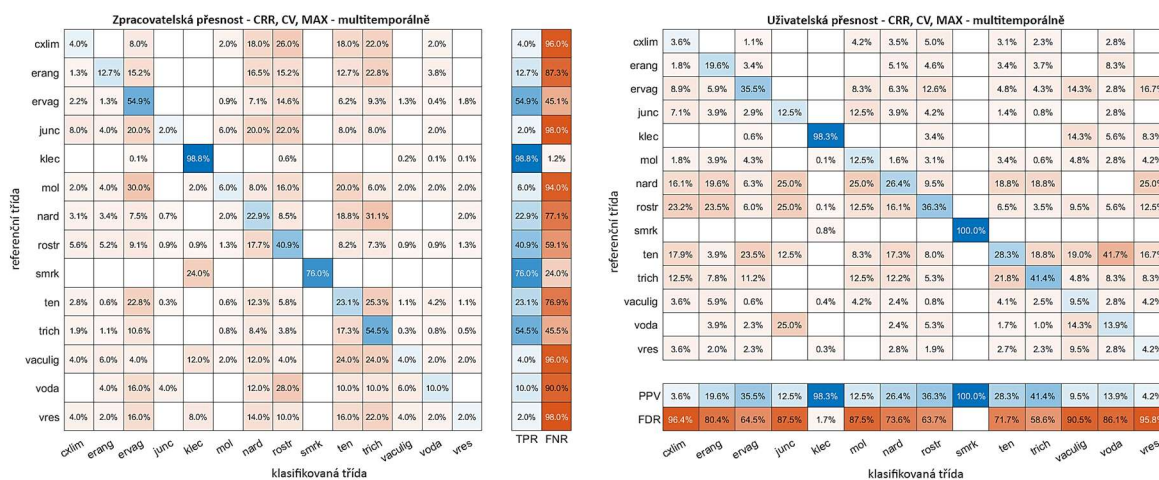 Zpracovatelská přesnost - CRR, CV, MAX - multitemporálně
referenční třída
cxlim 4.0% 8.0% 2.0% 18.0% 26.0% 18.0% 22.0% 2.0% 4.0% 96.0%
erang 1.3% 12.7% 15.2% 16.5% 15.2% 12.7% 22.8% 3.8% 12.7% 87.3%
ervag 2.2% 1.3% 54.9% 0.9% 7.1% 14.6% 6.2% 9.3% 1.3% 0.4% 1.8% 54.9% 45.1%
junc 8.0% 4.0% 20.0% 2.0% 6.0% 20.0% 22.0% 8.0% 8.0% 2.0% 2.0% 98.0%
klec 0.1% 98.8% 0.6% 0.2% 0.1% 0.1% 98.8% 1.2%
mol 2.0% 4.0% 30.0% 2.0% 6.0% 8.0% 16.0% 20.0% 6.0% 2.0% 2.0% 2.0% 6.0% 94.0%
nard 3.1% 3.4% 7.5% 0.7% 2.0% 22.9% 8.5% 18.8% 31.1% 2.0% 22.9% 77.1%
rostr 5.6% 5.2% 9.1% 0.9% 0.9% 1.3% 17.7% 40.9% 8.2% 7.3% 0.9% 0.9% 1.3% 40.9% 59.1%
smrk 24.0% 76.0% 76.0% 24.0%
ten 2.8% 0.6% 22.8% 0.3% 0.6% 12.3% 5.8% 23.1% 25.3% 1.1% 4.2% 1.1% 23.1% 76.9%
trich 1.9% 1.1% 10.6% 0.8% 8.4% 3.8% 17.3% 54.5% 0.3% 0.8% 0.5% 54.5% 45.5%
vaculig 4.0% 6.0% 4.0% 12.0% 2.0% 12.0% 4.0% 24.0% 24.0% 4.0% 2.0% 2.0% 4.0% 96.0%
voda 4.0% 16.0% 4.0% 12.0% 28.0% 10.0% 10.0% 6.0% 10.0% 10.0% 90.0%
vres 4.0% 2.0% 16.0% 8.0% 14.0% 10.0% 16.0% 22.0% 4.0% 2.0% 2.0% 2.0% 98.0%
cxlim erang ervag junc klec mol nard rostr smrk ten trich vaculig voda vres TPR FNR
klasifikovaná třída
Uživatelská přesnost - CRR, CV, MAX - multitemporálně
referenční třída
cxlim 3.6% 1.1% 4.2% 3.5% 5.0% 3.1% 2.3% 2.8%
erang 1.8% 19.6% 3.4% 5.1% 4.6% 3.4% 3.7% 8.3%
ervag 8.9% 5.9% 35.5% 8.3% 6.3% 12.6% 4.8% 4.3% 14.3% 2.8% 16.7%
junc 7.1% 3.9% 2.9% 12.5% 12.5% 3.9% 4.2% 1.4% 0.8% 2.8%
klec 0.6% 98.3% 3.4% 14.3% 5.6% 8.3%
mol 1.8% 3.9% 4.3% 0.1% 12.5% 1.6% 3.1% 3.4% 0.6% 4.8% 2.8% 4.2%
nard 16.1% 19.6% 6.3% 25.0% 25.0% 26.4% 9.5% 18.8% 18.8% 25.0%
rostr 23.2% 23.5% 6.0% 25.0% 0.1% 12.5% 16.1% 36.3% 6.5% 3.5% 9.5% 5.6% 12.5%
smrk 0.8% 100.0%
ten 17.9% 3.9% 23.5% 12.5% 8.3% 17.3% 8.0% 28.3% 18.8% 19.0% 41.7% 16.7%
trich 12.5% 7.8% 11.2% 12.5% 12.2% 5.3% 21.8% 41.4% 4.8% 8.3% 8.3%
vaculig 3.6% 5.9% 0.6% 0.4% 4.2% 2.4% 0.8% 4.1% 2.5% 9.5% 2.8% 4.2%
voda 3.9% 2.3% 25.0% 2.4% 5.3% 1.7% 1.0% 14.3% 13.9%
vres 3.6% 2.0% 2.3% 0.3% 2.8% 1.9% 2.7% 2.3% 9.5% 2.8% 4.2%
PPV 3.6% 19.6% 35.5% 12.5% 98.3% 12.5% 26.4% 36.3% 100.0% 28.3% 41.4% 9.5% 13.9% 4.2%
FDR 96.4% 80.4% 64.5% 87.5% 1.7% 87.5% 73.6% 63.7% 71.7% 58.6% 90.5% 86.1% 95.8%
cxlim erang ervag junc klec mol nard rostr smrk ten trich vaculig voda vres
klasifikovaná třída